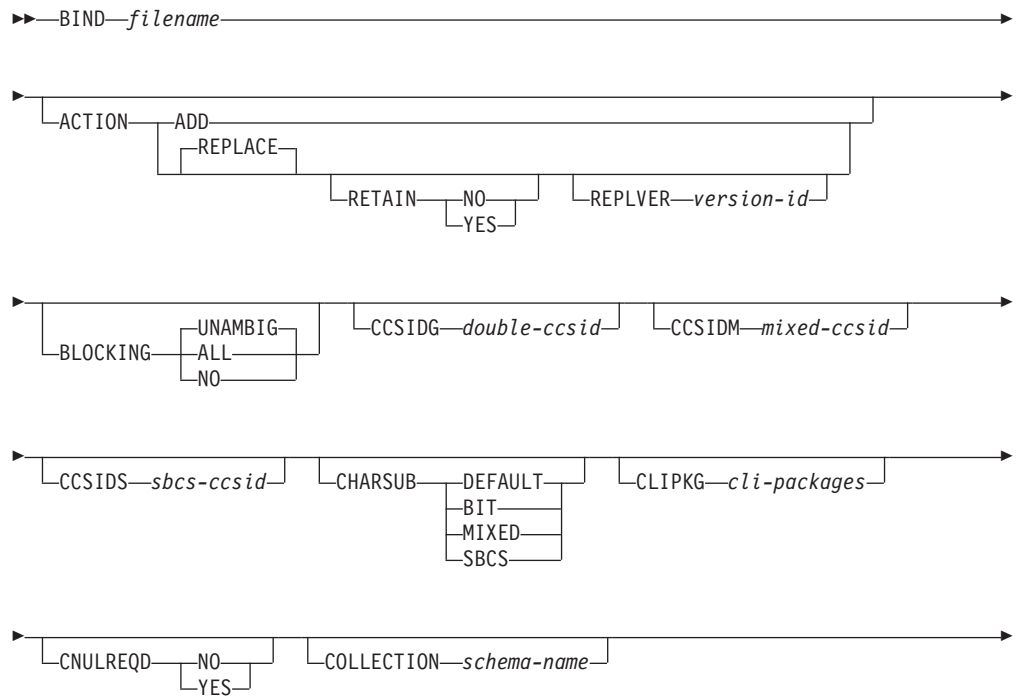 BIND filename
ACTION ADD
REPLACE
RETAIN NO REPLVER version-id
YES
UNAMBIG CCSIDG double-ccsid CCSIDM mixed-ccsid
BLOCKING ALL
NO
CCSIDS sbcs-ccsid CHARSUB DEFAULT CLIPKG cli-packages
BIT
MIXED
SBCS
CNULREQD NO COLLECTION schema-name
YES